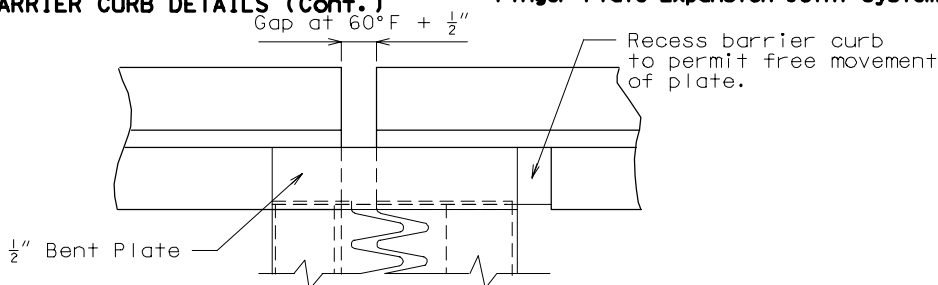 ARRIER CURB DETAILS (Cont.)
Finger Plate Expansion Joint System
Gap at 60°F + ½"
Recess barrier curb
to permit free movement
of plate.
½" Bent Plate